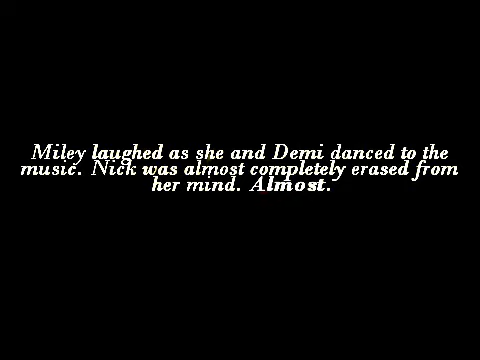 Miley laughed as she and Demi danced to the
music. Nick was almost completely erased from
her mind. Almost.